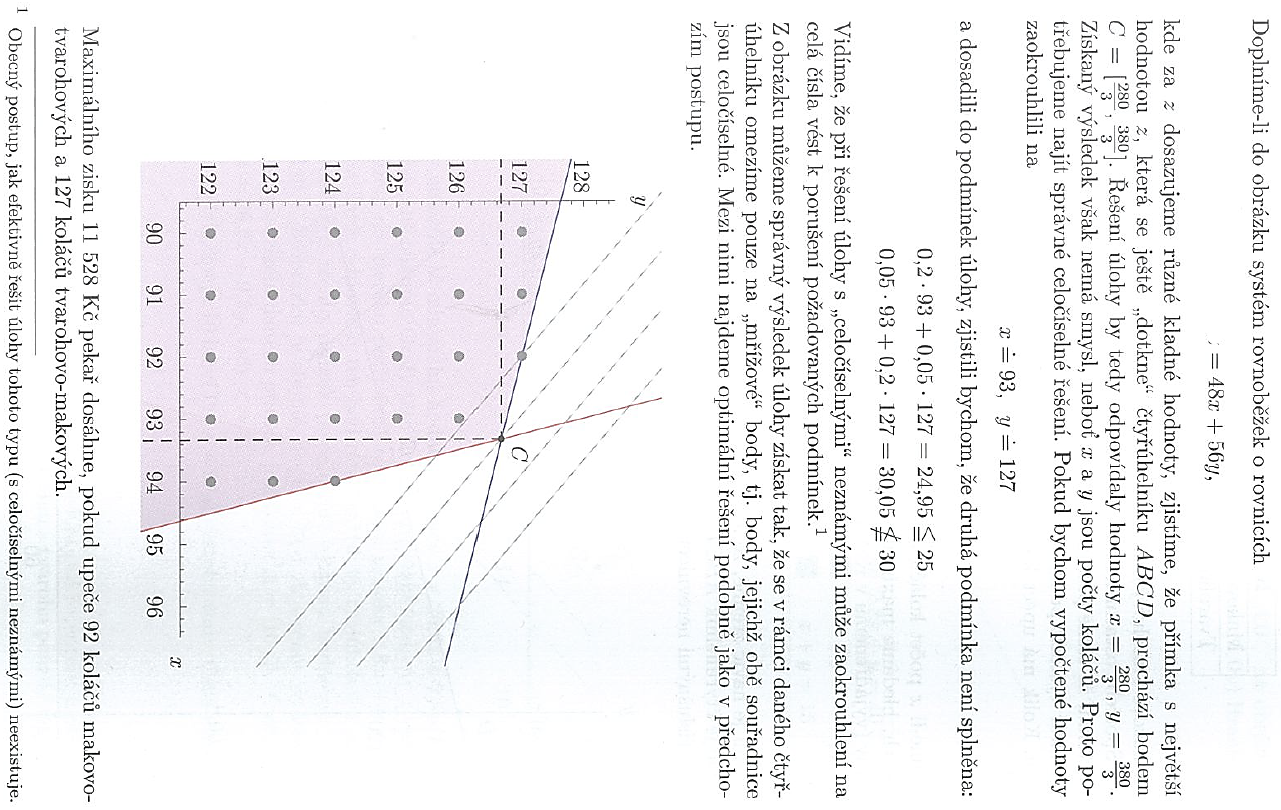 Doplníme-li do obrázku systém rovnoběžek o rovnicích
; = 48x + 56y,
kde za z dosazujeme různé kladné hodnoty, zjistíme, že přímka s největší
hodnotou z, která se ještě „dotkne“ čtyřúhelníku ABCD, prochází bodem
C = [280/3, 380/3]. Řešení úlohy by tedy odpovídaly hodnoty x = 280/3, y = 380/3.
Získaný výsledek však nemá smysl, neboť x a y jsou počty koláčů. Proto po-
třebujeme najít správné celočíselné řešení. Pokud bychom vypočtené hodnoty
zaokrouhlili na
x ≐ 93, y ≐ 127
a dosadili do podmínek úlohy, zjistili bychom, že druhá podmínka není splněna:
0,2 · 93 + 0,05 · 127 = 24,95 ≦ 25
0,05 · 93 + 0,2 · 127 = 30,05 ≰ 30
Vidíme, že při řešení úlohy s „celočíselnými“ neznámými může zaokrouhlení na
celá čísla vést k porušení požadovaných podmínek.1
Z obrázku můžeme správný výsledek úlohy získat tak, že se v rámci daného čtyř-
úhelníku omezíme pouze na „mřížové“ body, tj. body, jejichž obě souřadnice
jsou celočíselné. Mezi nimi najdeme optimální řešení podobně jako v předcho-
zím postupu.
y
128
127
126
125
124
123
122
C
90 91 92 93 94 95 96
x
Maximálního zisku 11 528 Kč pekař dosáhne, pokud upeče 92 koláčů makovo-
tvarohových a 127 koláčů tvarohovo-makových.
1 Obecný postup, jak efektivně řešit úlohy tohoto typu (s celočíselnými neznámými) neexistuje.